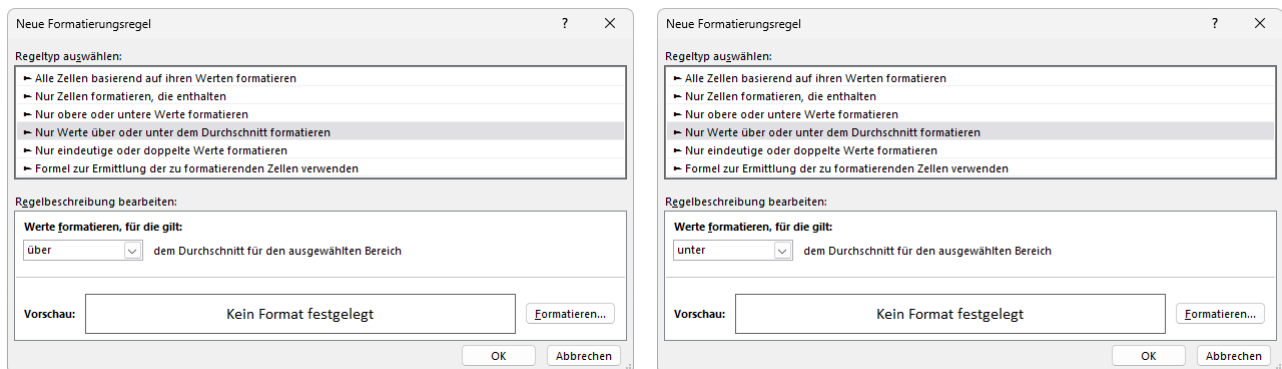 Neue Formatierungsregel ? ×
Regeltyp auswählen:
► Alle Zellen basierend auf ihren Werten formatieren
► Nur Zellen formatieren, die enthalten
► Nur obere oder untere Werte formatieren
► Nur Werte über oder unter dem Durchschnitt formatieren
► Nur eindeutige oder doppelte Werte formatieren
► Formel zur Ermittlung der zu formatierenden Zellen verwenden
Regelbeschreibung bearbeiten:
Werte formatieren, für die gilt:
über dem Durchschnitt für den ausgewählten Bereich
Vorschau: Kein Format festgelegt Formatieren...
OK Abbrechen
Neue Formatierungsregel ? ×
Regeltyp auswählen:
► Alle Zellen basierend auf ihren Werten formatieren
► Nur Zellen formatieren, die enthalten
► Nur obere oder untere Werte formatieren
► Nur Werte über oder unter dem Durchschnitt formatieren
► Nur eindeutige oder doppelte Werte formatieren
► Formel zur Ermittlung der zu formatierenden Zellen verwenden
Regelbeschreibung bearbeiten:
Werte formatieren, für die gilt:
unter dem Durchschnitt für den ausgewählten Bereich
Vorschau: Kein Format festgelegt Formatieren...
OK Abbrechen